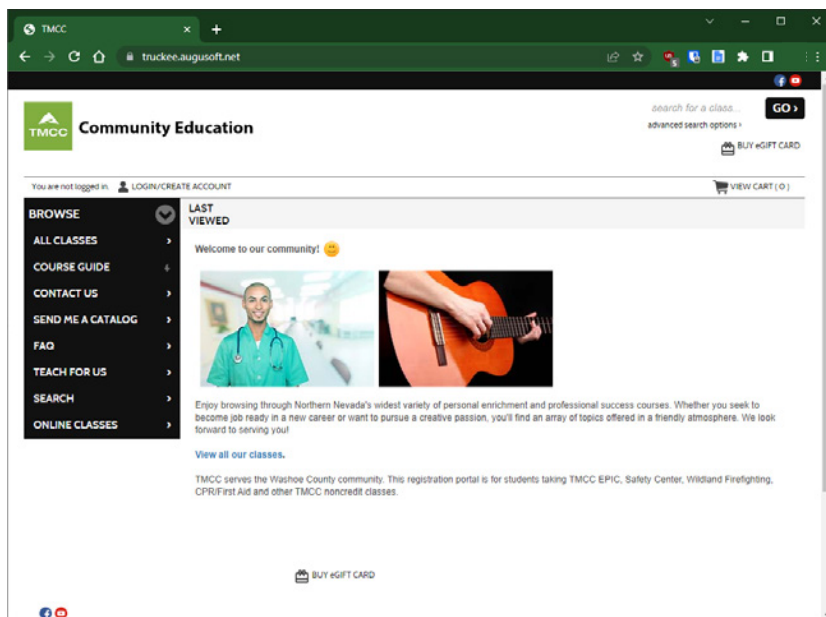 TMCC
truckee.augusoft.net
5
search for a class...
GO ›
advanced search options ›
TMCC Community Education
BUY eGIFT CARD
You are not logged in. LOGIN/CREATE ACCOUNT
VIEW CART ( 0 )
BROWSE
LAST
VIEWED
ALL CLASSES ›
COURSE GUIDE
CONTACT US ›
SEND ME A CATALOG ›
FAQ ›
TEACH FOR US ›
SEARCH ›
ONLINE CLASSES ›
Welcome to our community!
Enjoy browsing through Northern Nevada's widest variety of personal enrichment and professional success courses. Whether you seek to
become job ready in a new career or want to pursue a creative passion, you'll find an array of topics offered in a friendly atmosphere. We look
forward to serving you!
View all our classes.
TMCC serves the Washoe County community. This registration portal is for students taking TMCC EPIC, Safety Center, Wildland Firefighting,
CPR/First Aid and other TMCC noncredit classes.
BUY eGIFT CARD